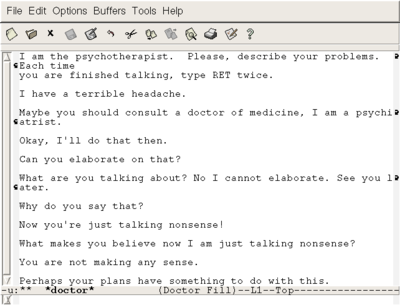 File Edit Options Buffers Tools Help
I am the psychotherapist.  Please, describe your problems.
Each time
you are finished talking, type RET twice.
I have a terrible headache.
Maybe you should consult a doctor of medicine, I am a psychi
atrist.
Okay, I'll do that then.
Can you elaborate on that?
What are you talking about? No I cannot elaborate. See you l
ater.
Why do you say that?
Now you're just talking nonsense!
What makes you believe now I am just talking nonsense?
You are not making any sense.
Perhaps your plans have something to do with this.
-u:**  *doctor*          (Doctor Fill)--L1--Top----------------